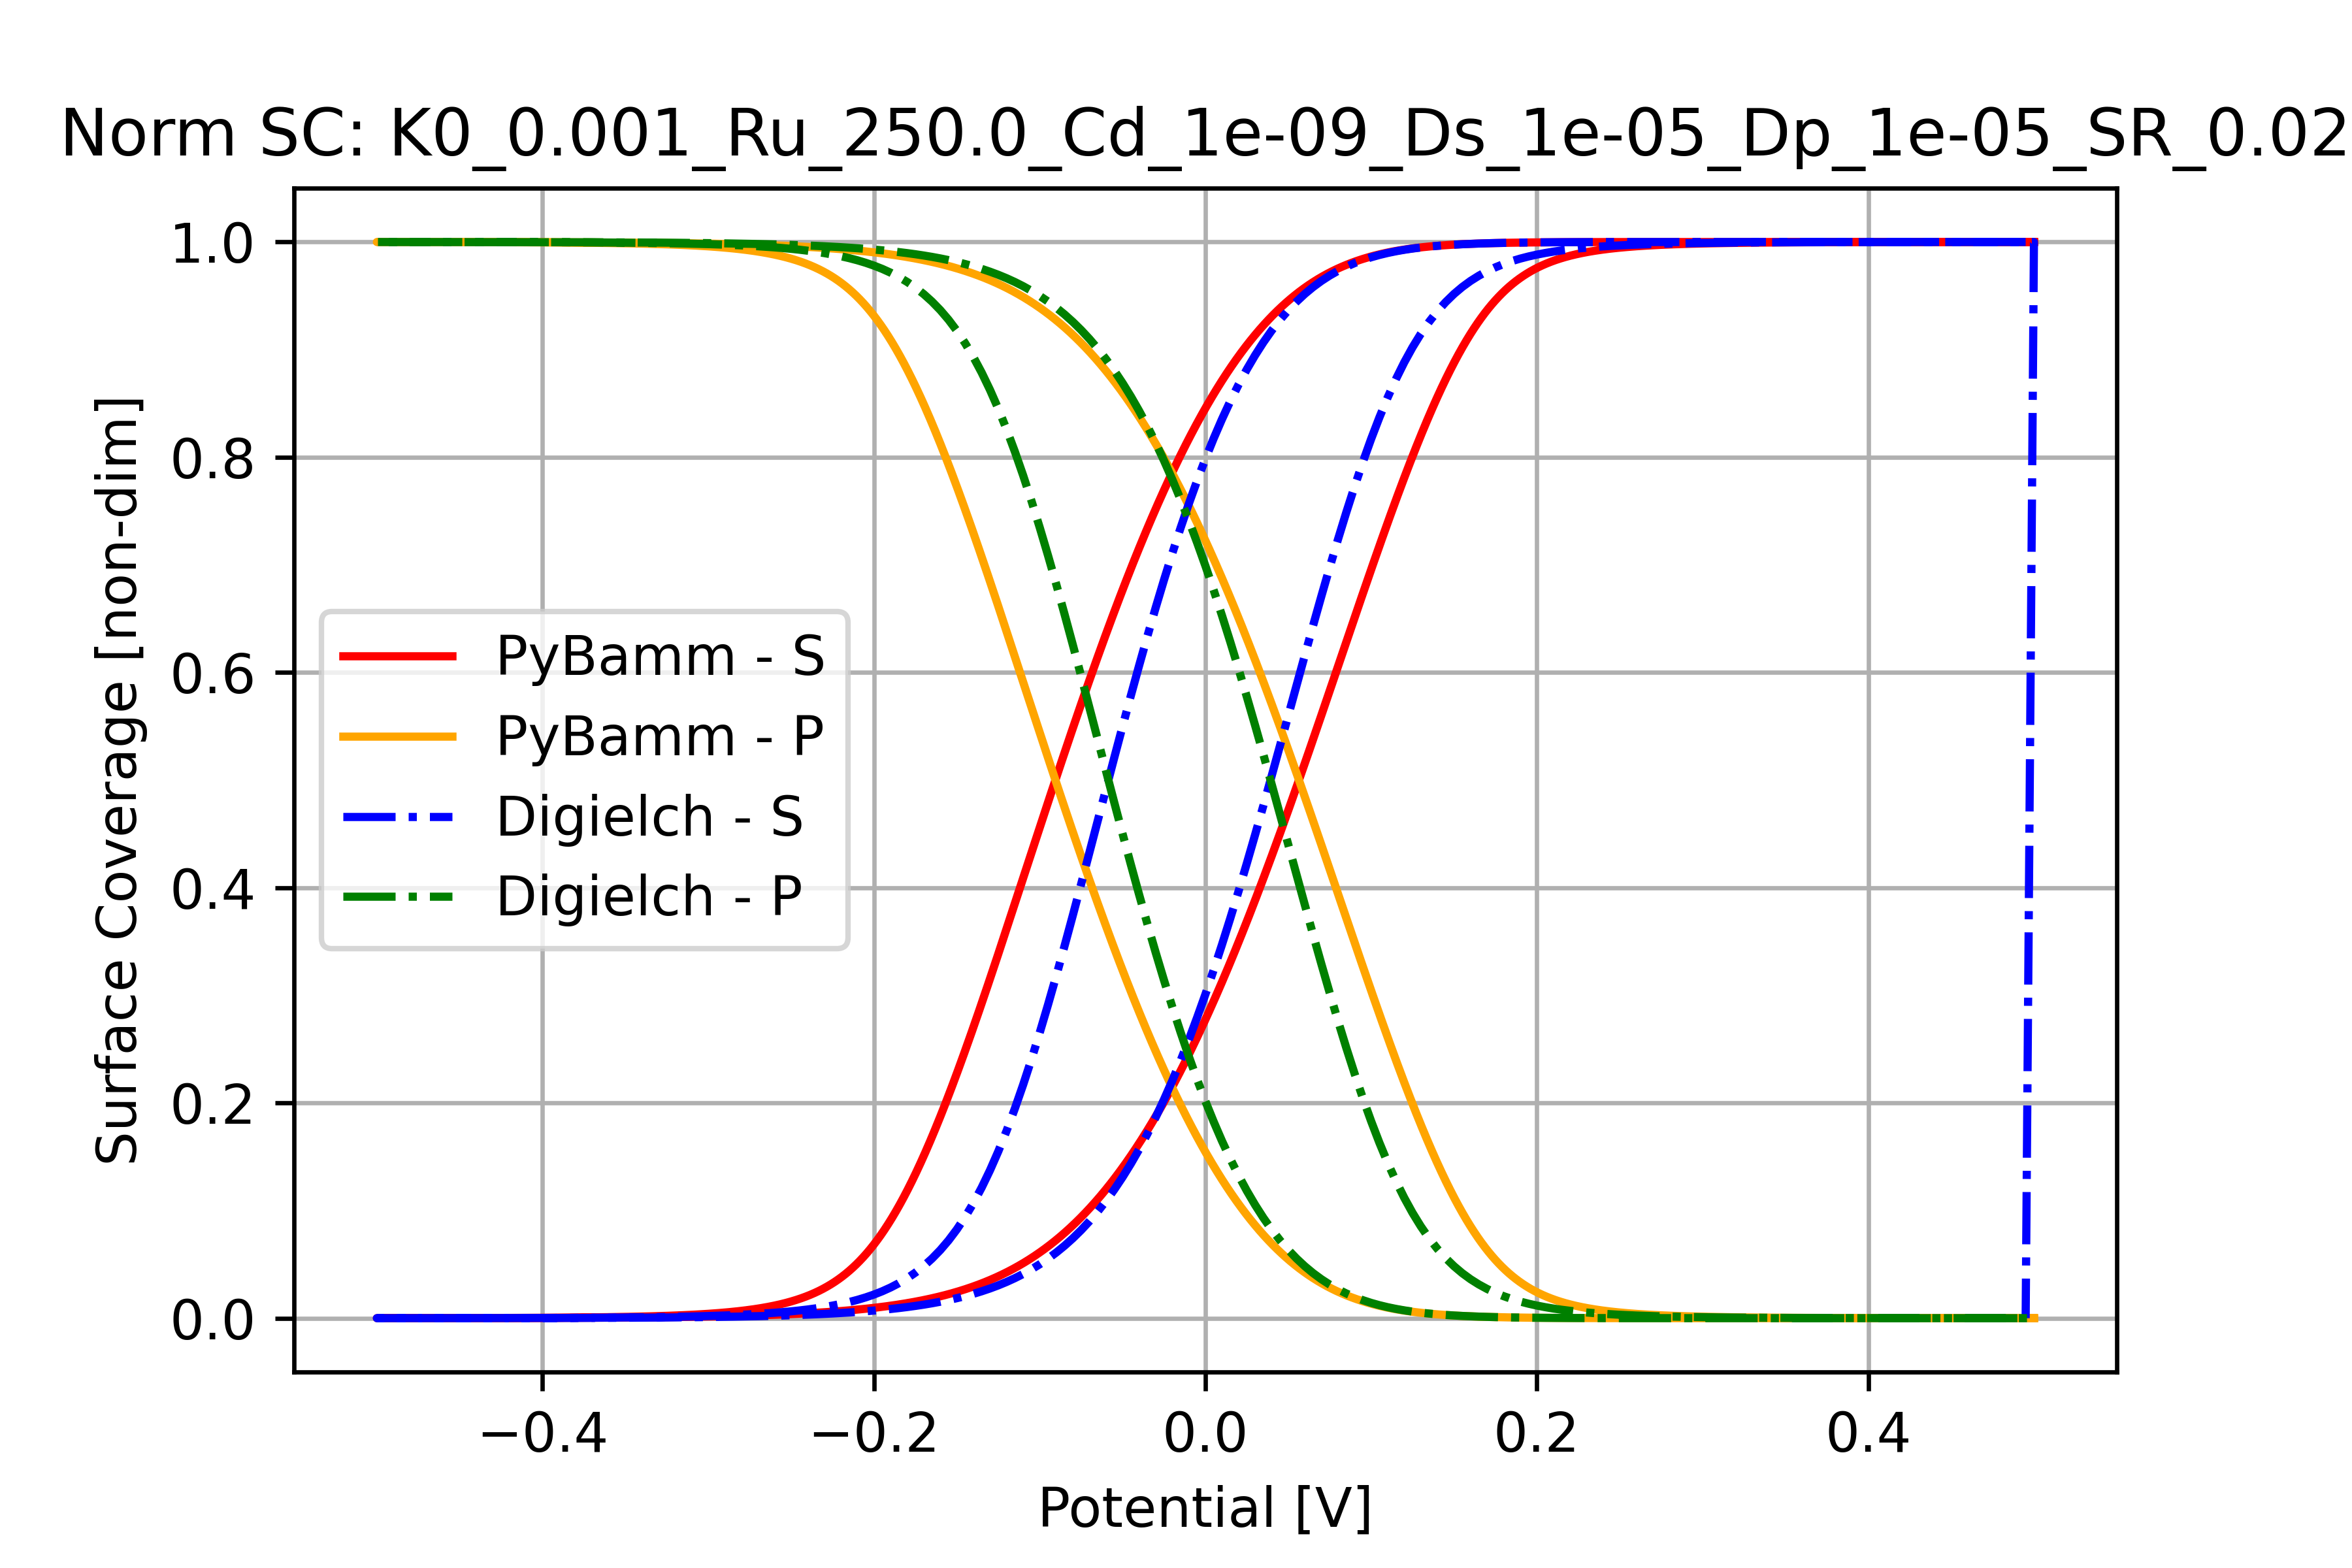 Norm SC: K0_0.001_Ru_250.0_Cd_1e-09_Ds_1e-05_Dp_1e-05_SR_0.02
Surface Coverage [non-dim]
1.0
0.8
0.6
0.4
0.2
0.0
PyBamm - S
PyBamm - P
Digielch - S
Digielch - P
−0.4
−0.2
0.0
0.2
0.4
Potential [V]